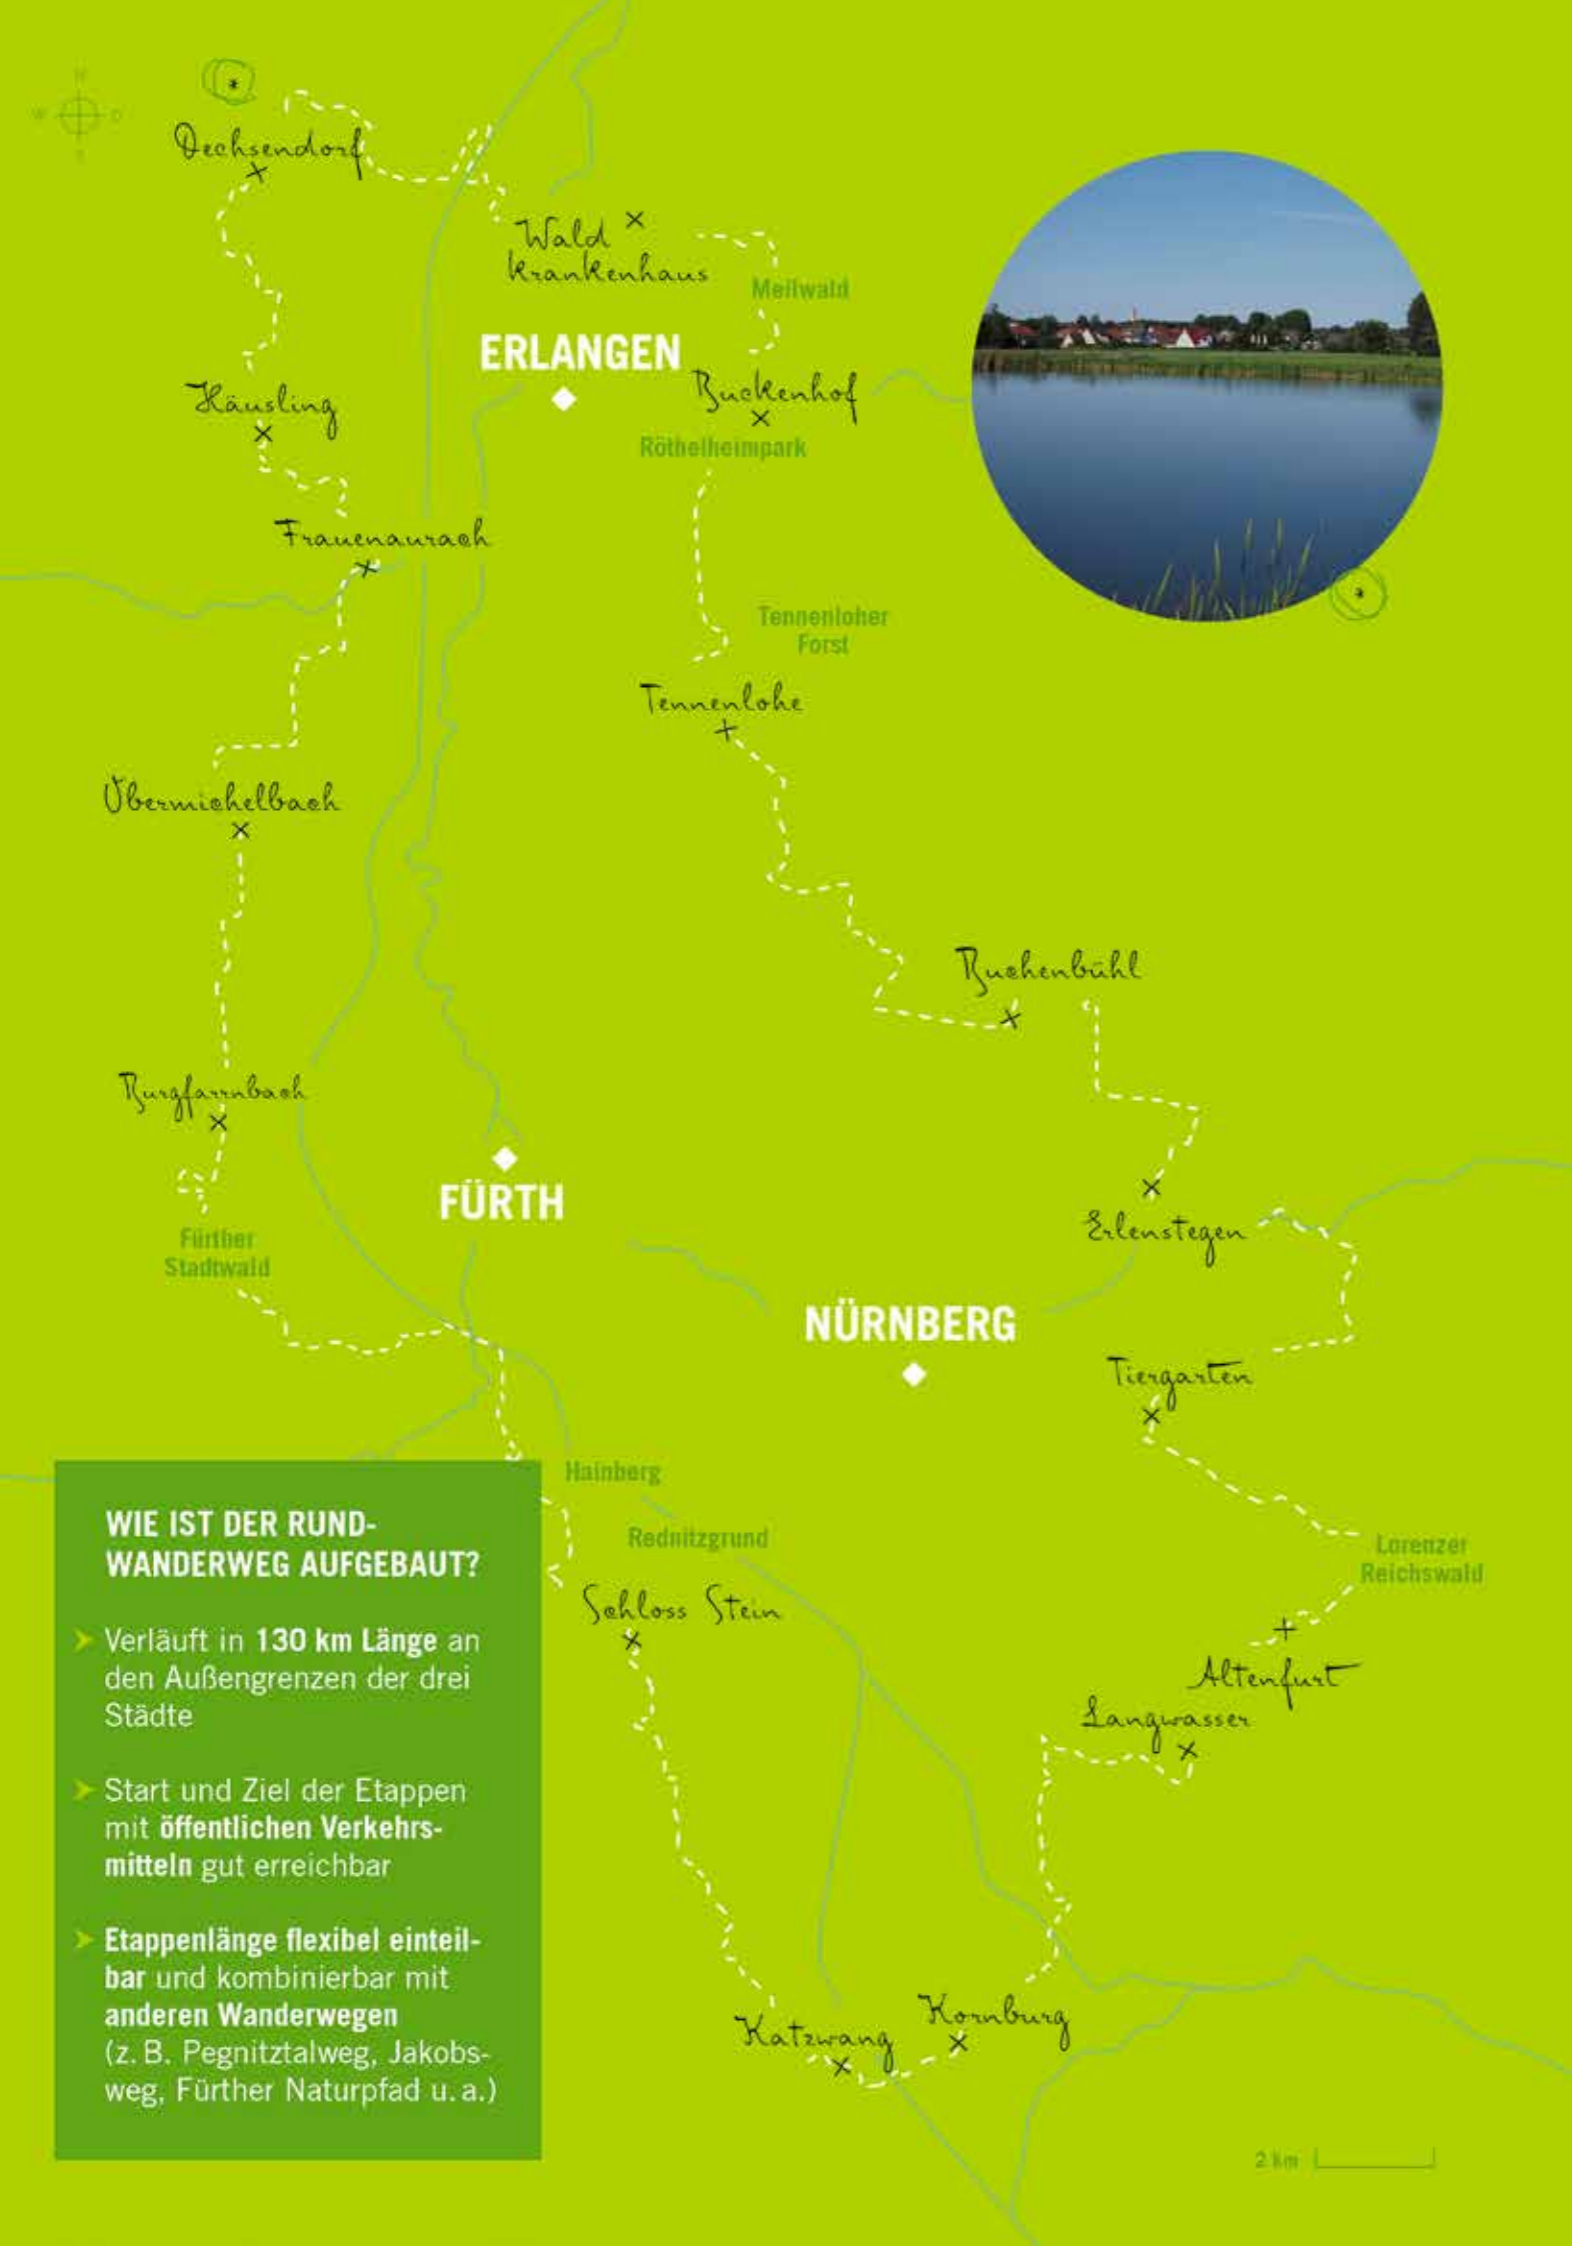 N
W
O
S
*
Dechsendorf
Wald
krankenhaus
Meilwald
ERLANGEN
Häusling
Buckenhof
Röthelheimpark
Frauenaurach
*
Tennenloher
Forst
Tennenlohe
Obermichelbach
Buchenbühl
Burgfarrnbach
FÜRTH
Erlenstegen
Fürther
Stadtwald
NÜRNBERG
Tiergarten
Hainberg
Rednitzgrund
Lorenzer
Reichswald
Schloss Stein
Altenfurt
Langwasser
Kornburg
Katzwang
WIE IST DER RUND-
WANDERWEG AUFGEBAUT?
Verläuft in 130 km Länge an
den Außengrenzen der drei
Städte
Start und Ziel der Etappen
mit öffentlichen Verkehrs-
mitteln gut erreichbar
Etappenlänge flexibel einteil-
bar und kombinierbar mit
anderen Wanderwegen
(z. B. Pegnitztalweg, Jakobs-
weg, Fürther Naturpfad u. a.)
2 km